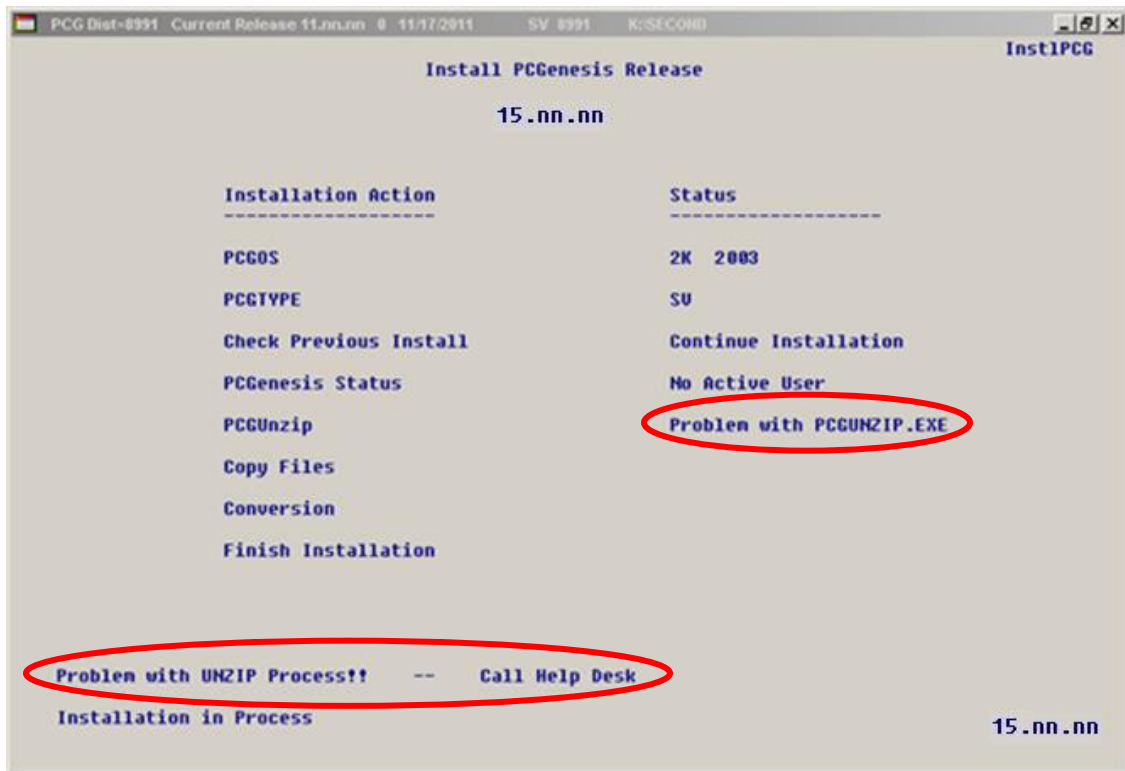 PCG Dist=8991 Current Release 11.nn.nn 0 11/17/2011 SV 8991 K:\SECOND
InstlPCG
Install PCGenesis Release
15.nn.nn
Installation Action Status
------------------- -------------------
PCGOS 2K 2003
PCGTYPE SV
Check Previous Install Continue Installation
PCGenesis Status No Active User
PCGUnzip Problem with PCGUNZIP.EXE
Copy Files
Conversion
Finish Installation
Problem with UNZIP Process!! -- Call Help Desk
Installation in Process
15.nn.nn